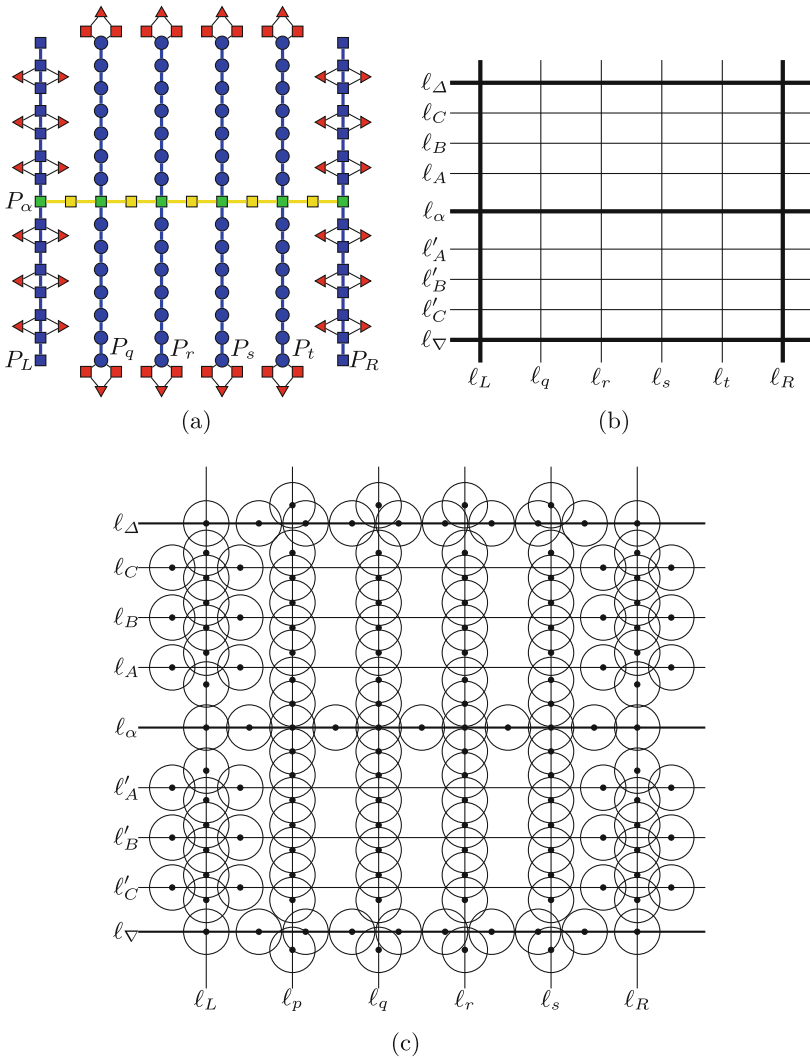 P_α
P_L
P_q
P_r
P_s
P_t
P_R
(a)
ℓ_Δ
ℓ_C
ℓ_B
ℓ_A
ℓ_α
ℓ'_A
ℓ'_B
ℓ'_C
ℓ_∇
ℓ_L ℓ_q ℓ_r ℓ_s ℓ_t ℓ_R
(b)
ℓ_Δ
ℓ_C
ℓ_B
ℓ_A
ℓ_α
ℓ'_A
ℓ'_B
ℓ'_C
ℓ_∇
ℓ_L ℓ_p ℓ_q ℓ_r ℓ_s ℓ_R
(c)